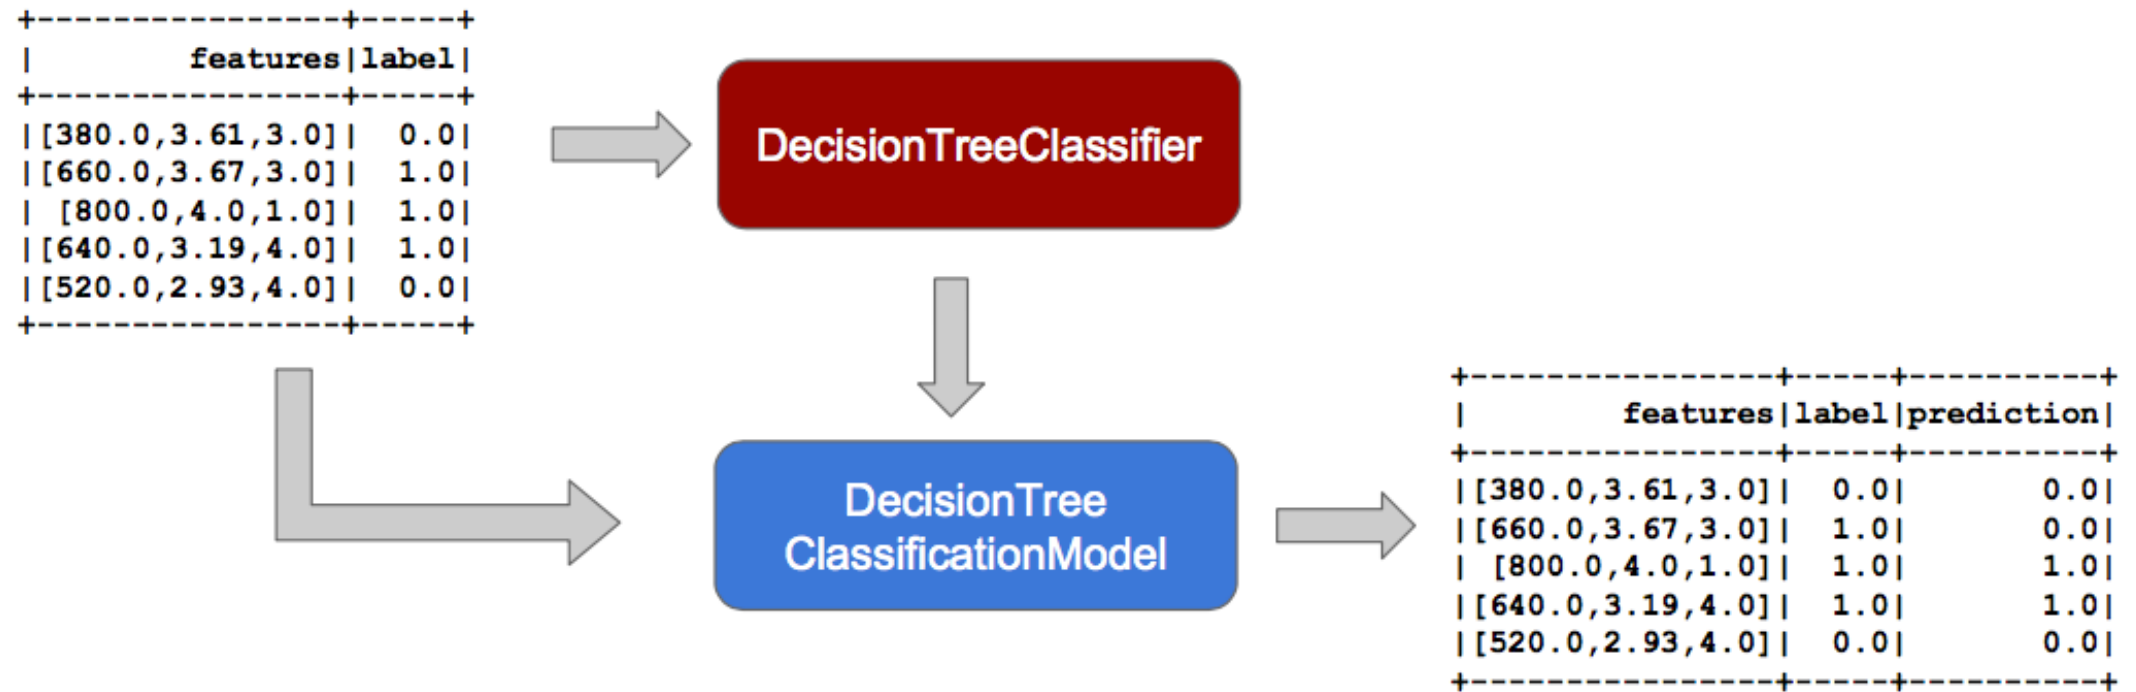 +----------------+-----+
|        features|label|
+----------------+-----+
|[380.0,3.61,3.0]|  0.0|
|[660.0,3.67,3.0]|  1.0|
| [800.0,4.0,1.0]|  1.0|
|[640.0,3.19,4.0]|  1.0|
|[520.0,2.93,4.0]|  0.0|
+----------------+-----+
DecisionTreeClassifier
DecisionTree
ClassificationModel
+----------------+-----+----------+
|        features|label|prediction|
+----------------+-----+----------+
|[380.0,3.61,3.0]|  0.0|       0.0|
|[660.0,3.67,3.0]|  1.0|       0.0|
| [800.0,4.0,1.0]|  1.0|       1.0|
|[640.0,3.19,4.0]|  1.0|       1.0|
|[520.0,2.93,4.0]|  0.0|       0.0|
+----------------+-----+----------+